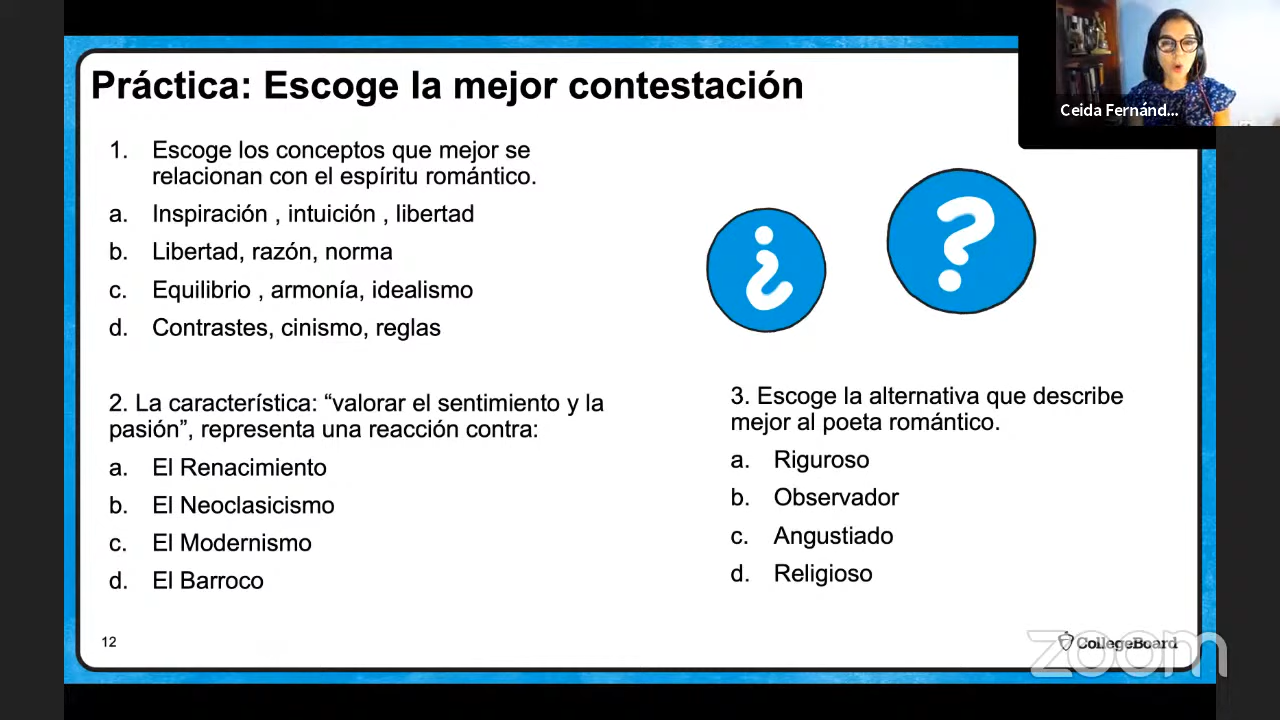 Práctica: Escoge la mejor contestación
Ceida Fernánd...
1. Escoge los conceptos que mejor se
relacionan con el espíritu romántico.
a. Inspiración , intuición , libertad
b. Libertad, razón, norma
c. Equilibrio , armonía, idealismo
d. Contrastes, cinismo, reglas
¿ ?
2. La característica: “valorar el sentimiento y la
pasión”, representa una reacción contra:
a. El Renacimiento
b. El Neoclasicismo
c. El Modernismo
d. El Barroco
3. Escoge la alternativa que describe
mejor al poeta romántico.
a. Riguroso
b. Observador
c. Angustiado
d. Religioso
12
CollegeBoard
zoom